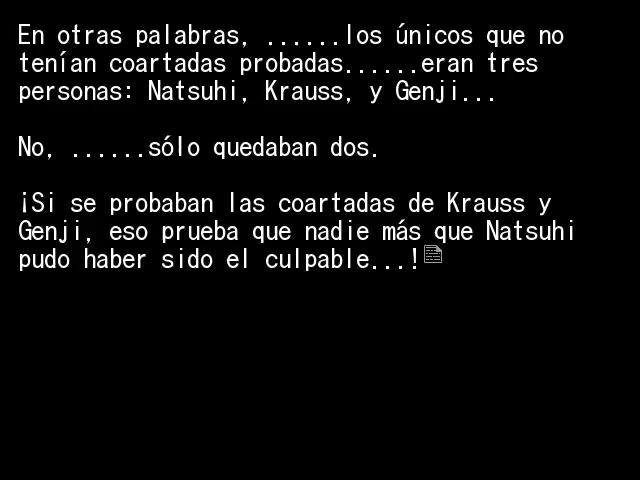 En otras palabras, ......los únicos que no
tenían coartadas probadas......eran tres
personas: Natsuhi, Krauss, y Genji...
No, ......sólo quedaban dos.
¡Si se probaban las coartadas de Krauss y
Genji, eso prueba que nadie más que Natsuhi
pudo haber sido el culpable...!